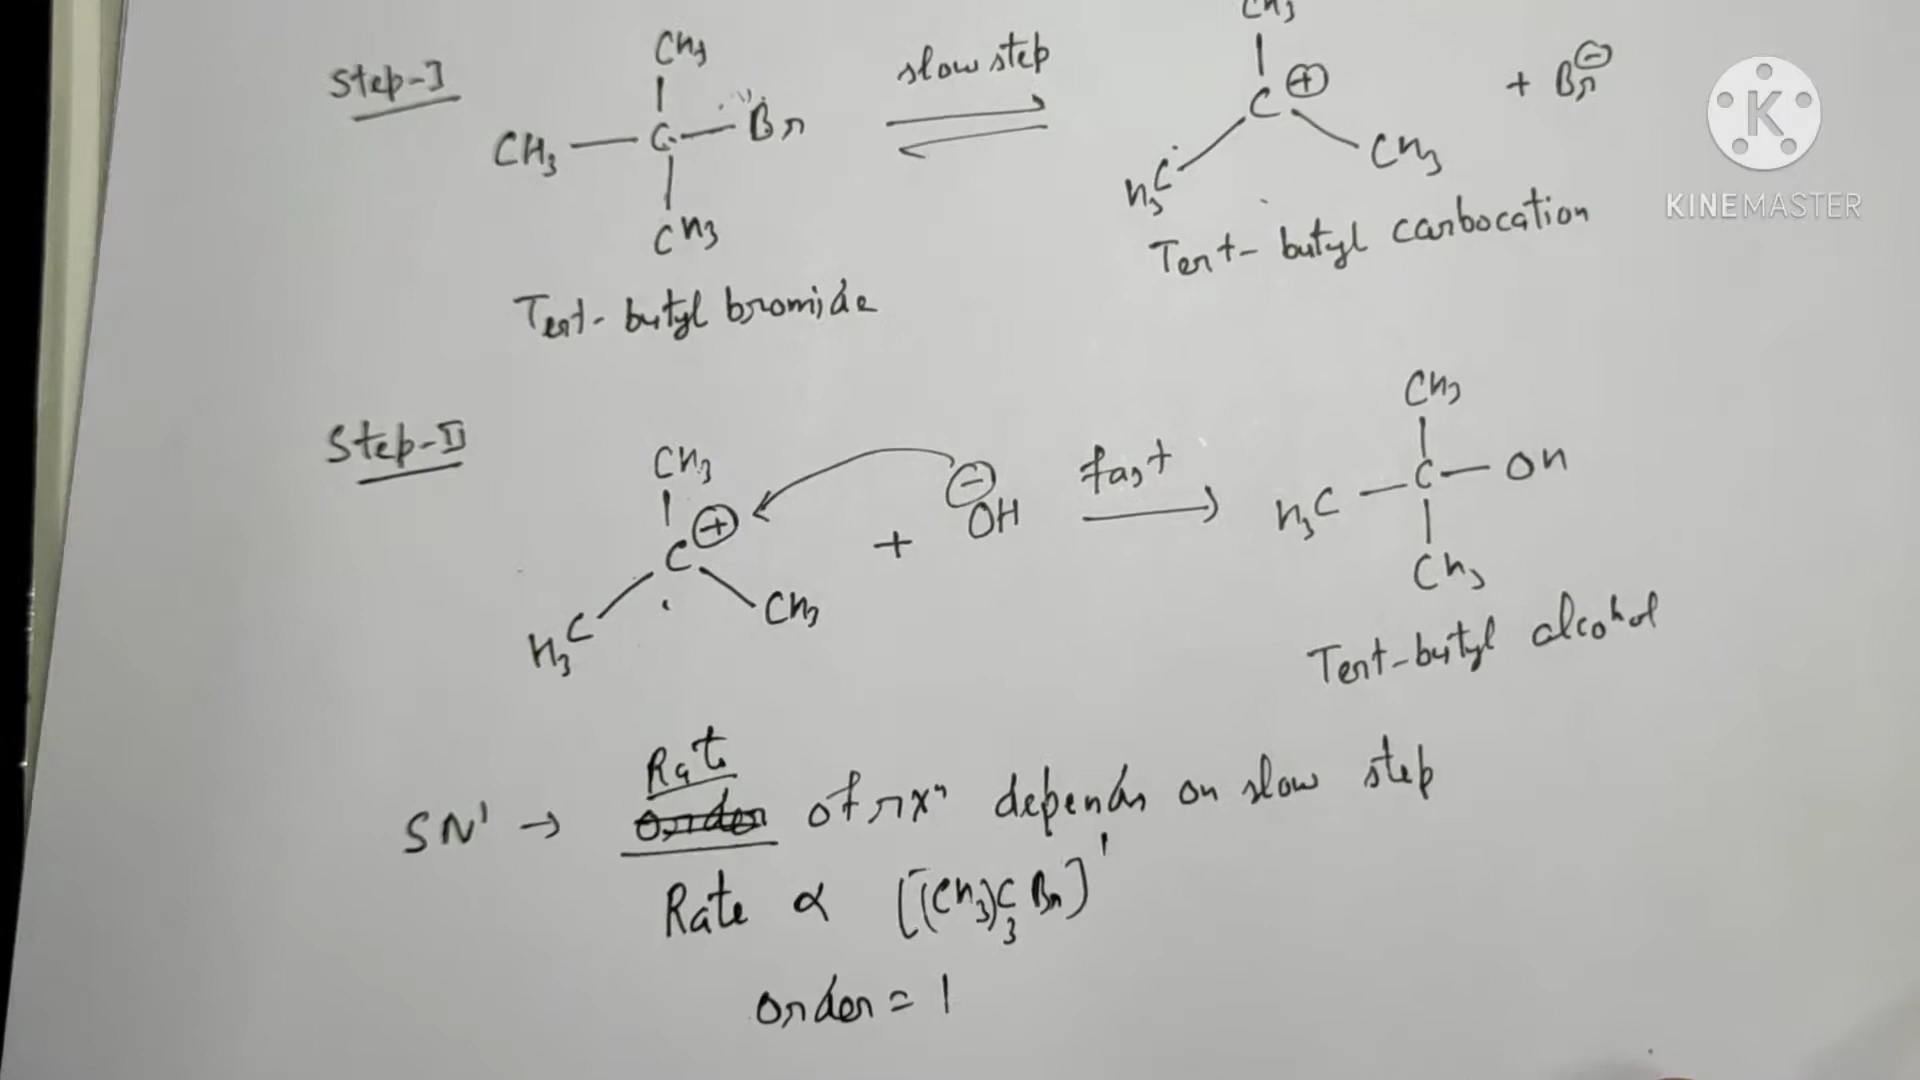 CH3
Step-I CH3 slow step C ⊕ + Br⊖
CH3 — C — Br ⇌ H3C CH3
CH3
Tert-butyl carbocation
Tert-butyl bromide
K
KINEMASTER
CH3
Step-II CH3 ⊖ fast H3C — C — OH
C ⊕ + OH →
H3C CH3 CH3
Tert-butyl alcohol
Rate
SN1 → order of rxn depends on slow step
Rate ∝ [(CH3)3C Br]1
order = 1